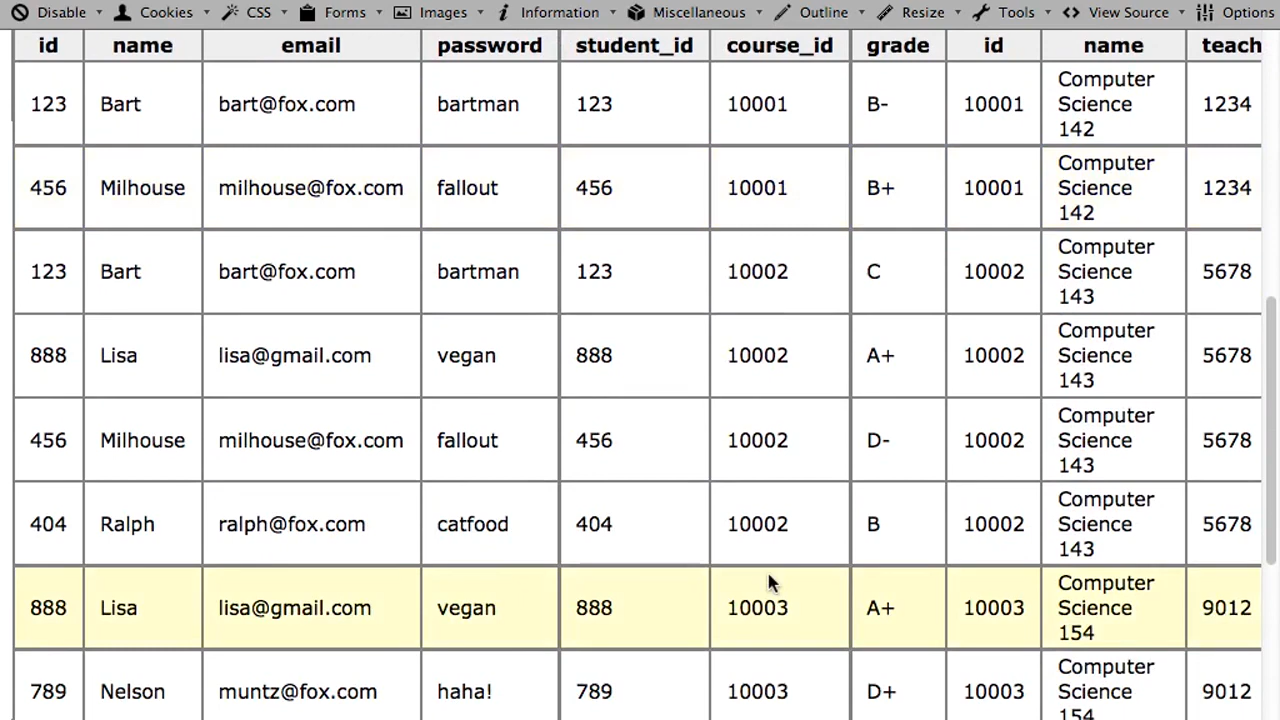 Disable Cookies CSS Forms Images Information Miscellaneous Outline Resize Tools View Source Options
id name email password student_id course_id grade id name teach
123 Bart bart@fox.com bartman 123 10001 B- 10001 Computer Science 142 1234
456 Milhouse milhouse@fox.com fallout 456 10001 B+ 10001 Computer Science 142 1234
123 Bart bart@fox.com bartman 123 10002 C 10002 Computer Science 143 5678
888 Lisa lisa@gmail.com vegan 888 10002 A+ 10002 Computer Science 143 5678
456 Milhouse milhouse@fox.com fallout 456 10002 D- 10002 Computer Science 143 5678
404 Ralph ralph@fox.com catfood 404 10002 B 10002 Computer Science 143 5678
888 Lisa lisa@gmail.com vegan 888 10003 A+ 10003 Computer Science 154 9012
789 Nelson muntz@fox.com haha! 789 10003 D+ 10003 Computer Science 154 9012